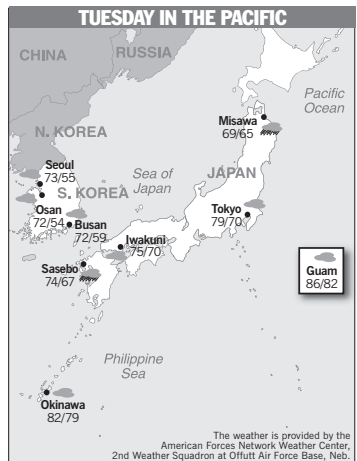 TUESDAY IN THE PACIFIC
CHINA
RUSSIA
Pacific
Ocean
N. KOREA
Misawa
69/65
Seoul
73/55
Sea of
Japan
JAPAN
S. KOREA
Osan
72/54
Busan
72/59
Tokyo
79/70
Iwakuni
75/70
Sasebo
74/67
Guam
86/82
Philippine
Sea
Okinawa
82/79
The weather is provided by the
American Forces Network Weather Center,
2nd Weather Squadron at Offutt Air Force Base, Neb.